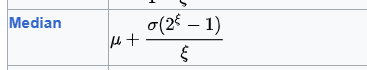 Median
μ + σ(2^ξ − 1) / ξ